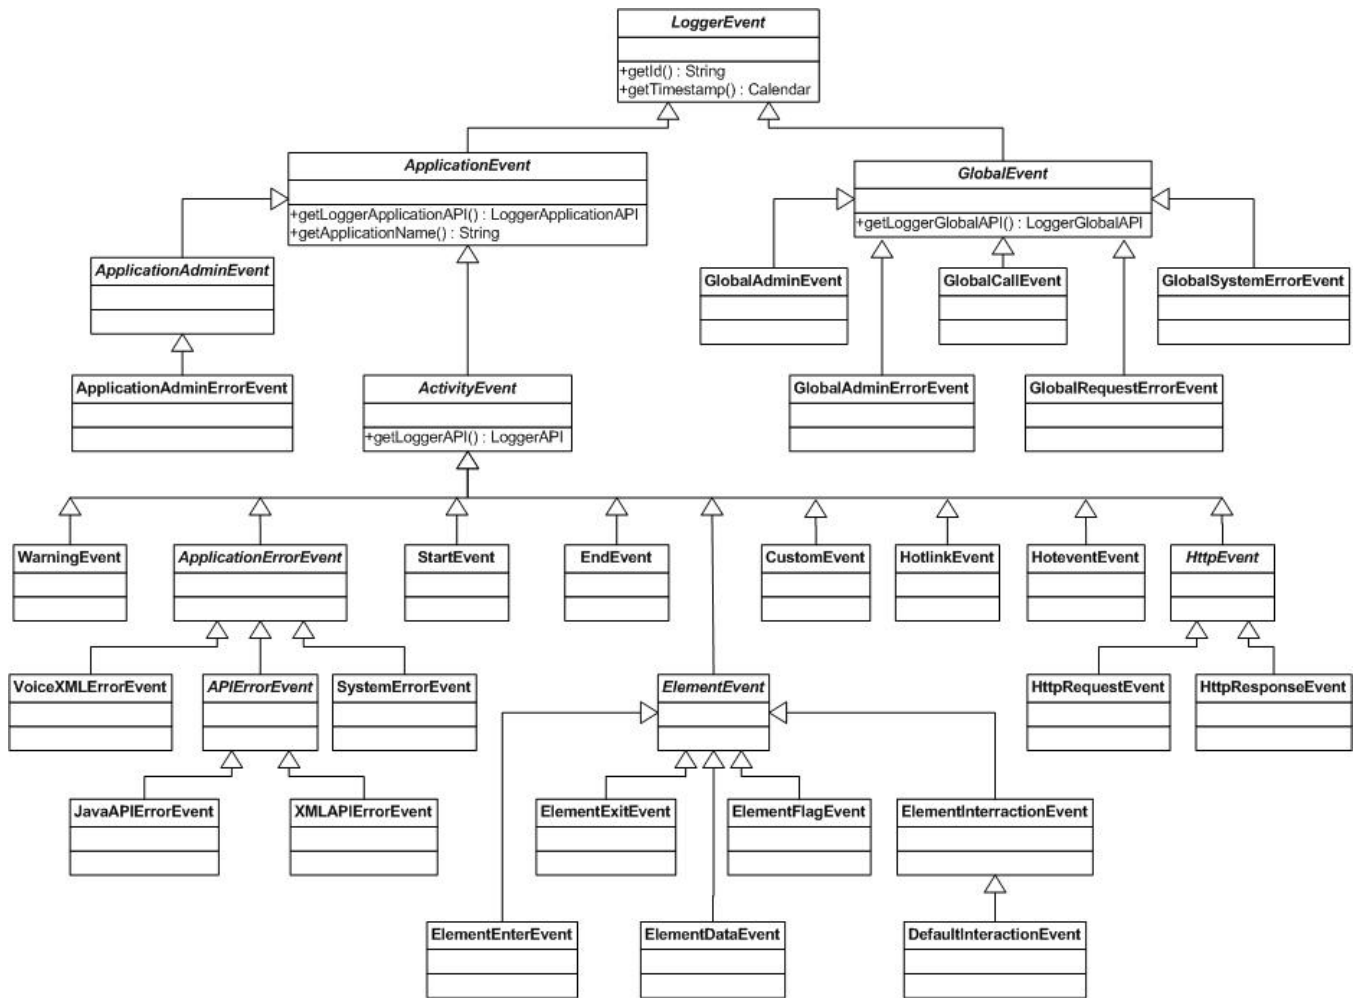 LoggerEvent
+getId() : String
+getTimestamp() : Calendar
ApplicationEvent
+getLoggerApplicationAPI() : LoggerApplicationAPI
+getApplicationName() : String
GlobalEvent
+getLoggerGlobalAPI() : LoggerGlobalAPI
ApplicationAdminEvent
GlobalAdminEvent
GlobalCallEvent
GlobalSystemErrorEvent
ApplicationAdminErrorEvent
ActivityEvent
+getLoggerAPI() : LoggerAPI
GlobalAdminErrorEvent
GlobalRequestErrorEvent
WarningEvent
ApplicationErrorEvent
StartEvent
EndEvent
CustomEvent
HotlinkEvent
HoteventEvent
HttpEvent
VoiceXMLErrorEvent
APIErrorEvent
SystemErrorEvent
ElementEvent
HttpRequestEvent
HttpResponseEvent
JavaAPIErrorEvent
XMLAPIErrorEvent
ElementExitEvent
ElementFlagEvent
ElementInterractionEvent
ElementEnterEvent
ElementDataEvent
DefaultInteractionEvent